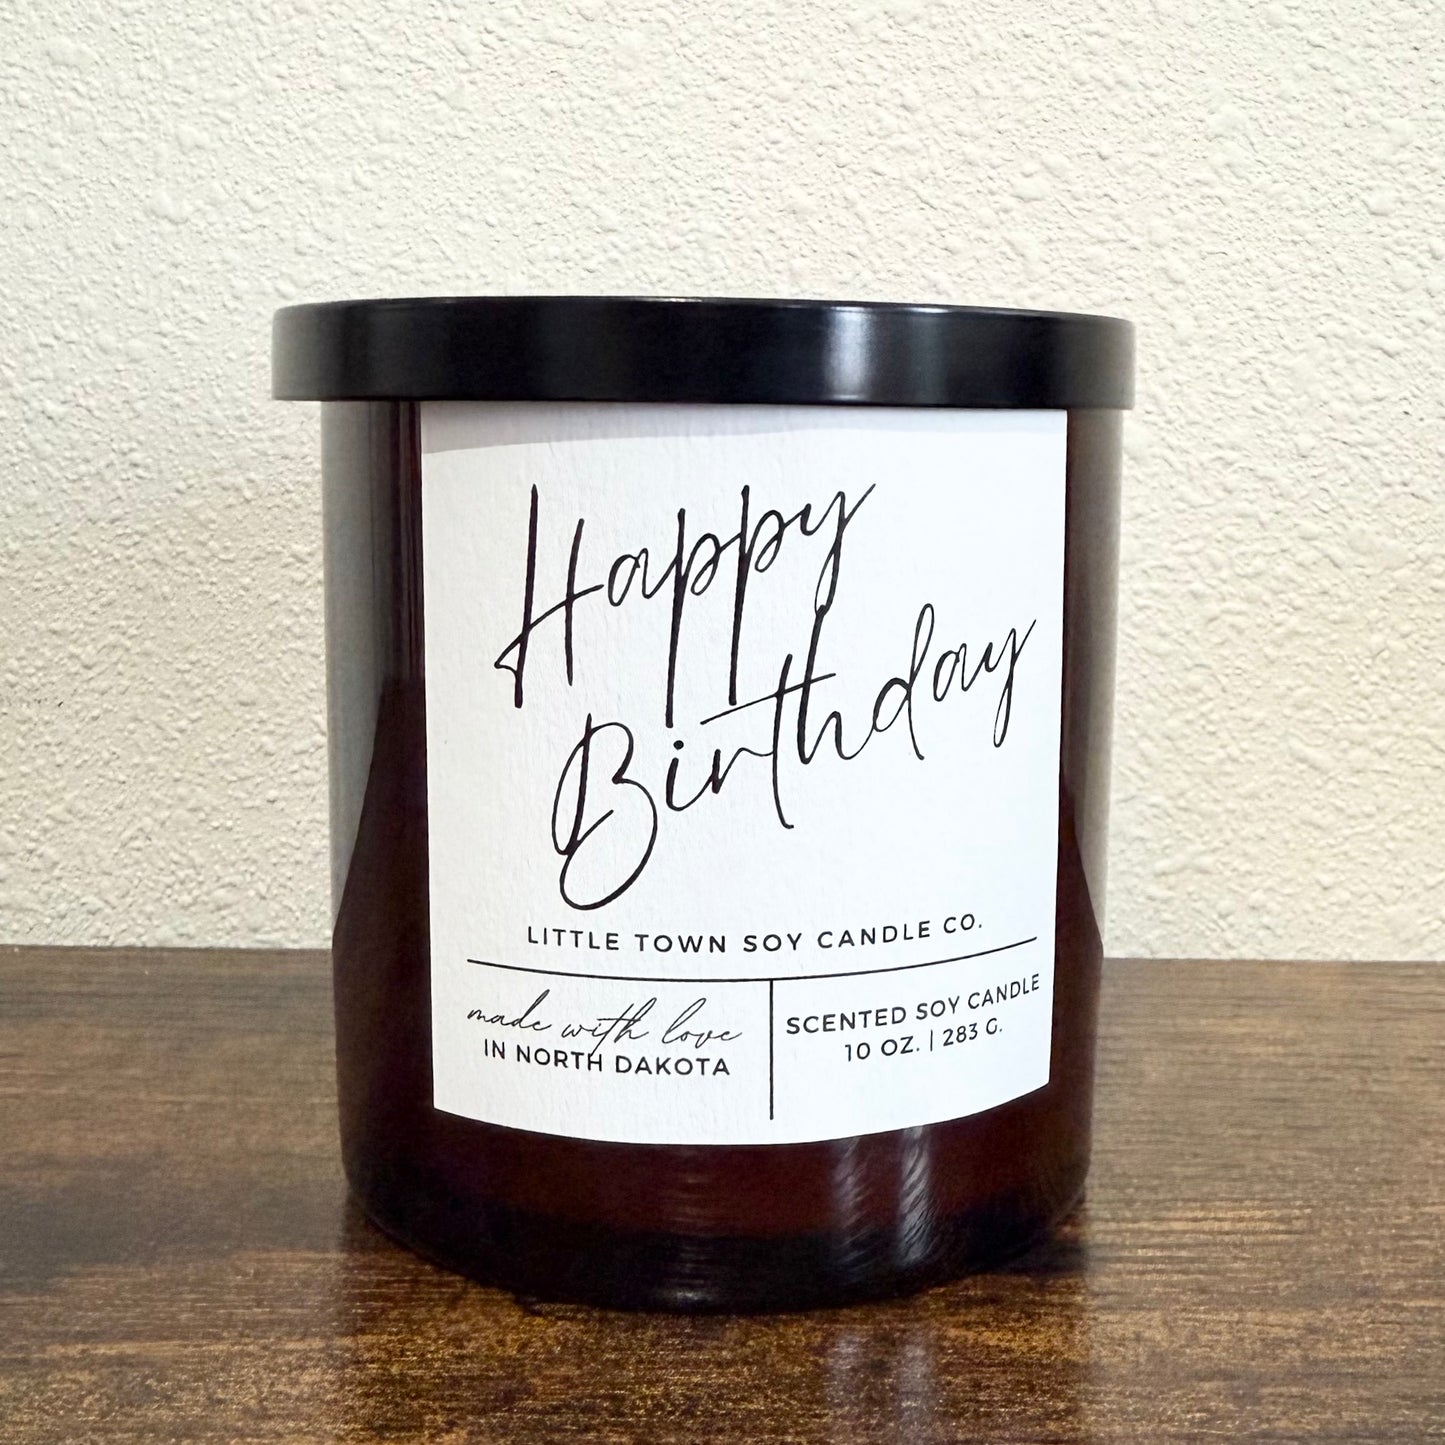 Happy
Birthday
LITTLE TOWN SOY CANDLE CO.
made with love
IN NORTH DAKOTA
SCENTED SOY CANDLE
10 OZ. | 283 G.